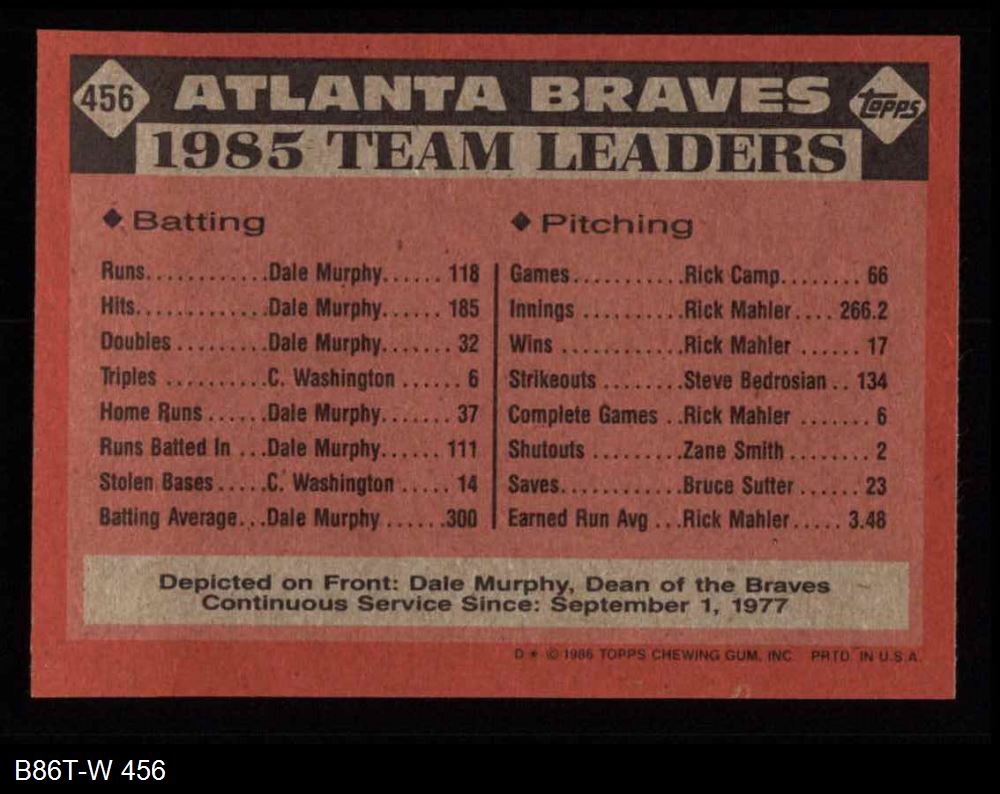 456 ATLANTA BRAVES TOPPS
1985 TEAM LEADERS
Batting
Runs............Dale Murphy......118
Hits.............Dale Murphy......185
Doubles.........Dale Murphy.......32
Triples..........C. Washington......6
Home Runs......Dale Murphy.......37
Runs Batted In...Dale Murphy......111
Stolen Bases.....C. Washington.....14
Batting Average...Dale Murphy......300
Pitching
Games............Rick Camp........66
Innings..........Rick Mahler....266.2
Wins............Rick Mahler......17
Strikeouts........Steve Bedrosian..134
Complete Games..Rick Mahler.......6
Shutouts.........Zane Smith........2
Saves............Bruce Sutter......23
Earned Run Avg...Rick Mahler.....3.48
Depicted on Front: Dale Murphy, Dean of the Braves
Continuous Service Since: September 1, 1977
D * © 1986 TOPPS CHEWING GUM, INC. PRTD. IN U.S.A.
B86T-W 456